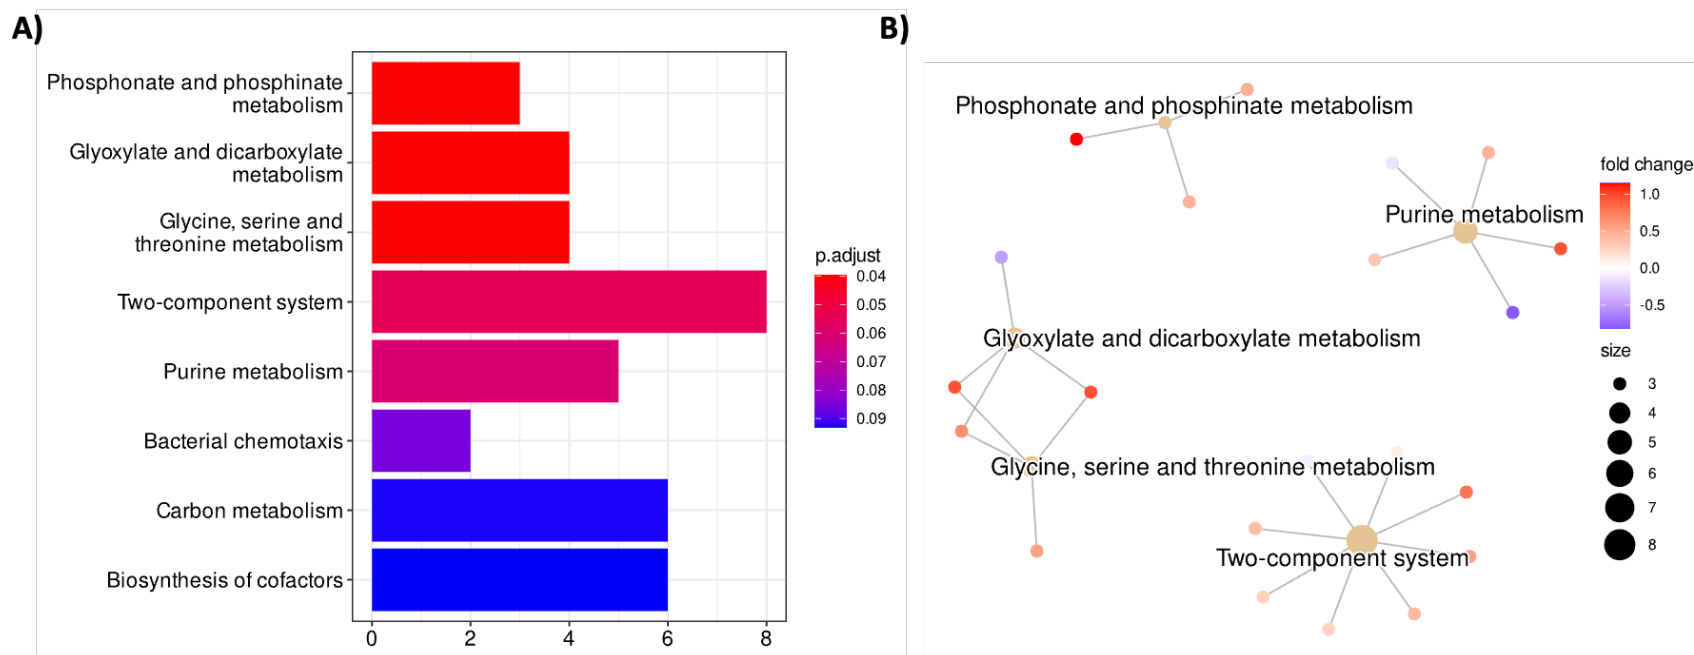 A)
Phosphonate and phosphinate
metabolism
Glyoxylate and dicarboxylate
metabolism
Glycine, serine and
threonine metabolism
Two-component system
Purine metabolism
Bacterial chemotaxis
Carbon metabolism
Biosynthesis of cofactors
0 2 4 6 8
p.adjust
0.04
0.05
0.06
0.07
0.08
0.09
B)
Phosphonate and phosphinate metabolism
Purine metabolism
Glyoxylate and dicarboxylate metabolism
Glycine, serine and threonine metabolism
Two-component system
fold change
1.0
0.5
0.0
-0.5
size
3
4
5
6
7
8